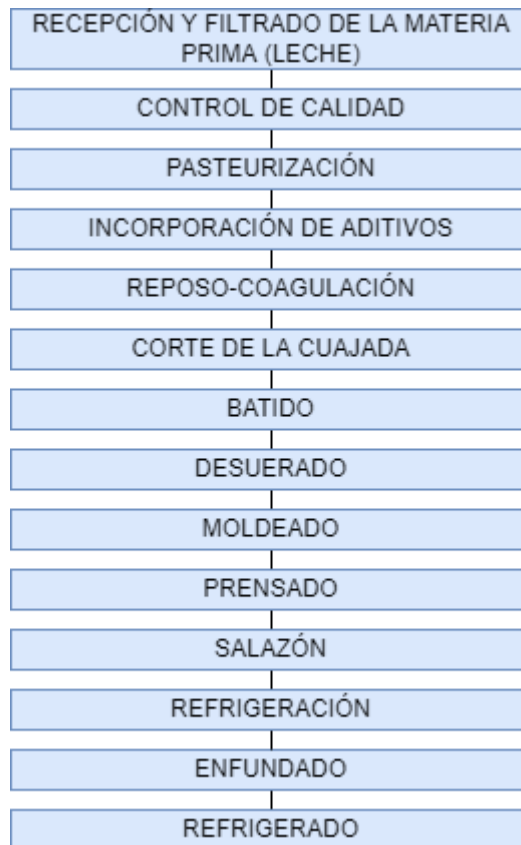 RECEPCIÓN Y FILTRADO DE LA MATERIA
PRIMA (LECHE)
CONTROL DE CALIDAD
PASTEURIZACIÓN
INCORPORACIÓN DE ADITIVOS
REPOSO-COAGULACIÓN
CORTE DE LA CUAJADA
BATIDO
DESUERADO
MOLDEADO
PRENSADO
SALAZÓN
REFRIGERACIÓN
ENFUNDADO
REFRIGERADO